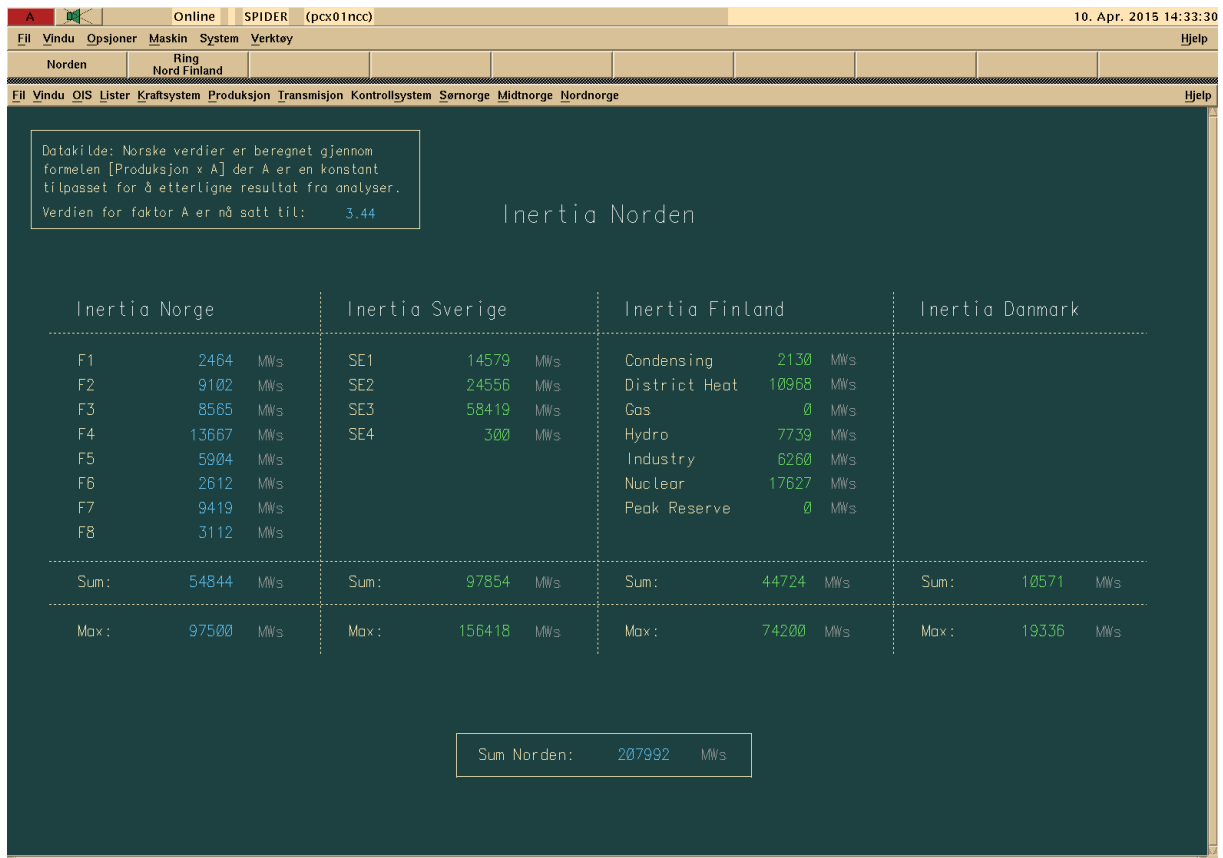 A Online SPIDER (pcx01ncc) 10. Apr. 2015 14:33:30
Fil Vindu Opsjoner Maskin System Verktøy Hjelp
Norden
Ring
Nord Finland
Fil Vindu OIS Lister Kraftsystem Produksjon Transmisjon Kontrollsystem Sørnorge Midtnorge Nordnorge Hjelp
Datakilde: Norske verdier er beregnet gjennom
formelen [Produksjon x A] der A er en konstant
tilpasset for å etterligne resultat fra analyser.
Verdien for faktor A er nå satt til: 3.44
Inertia Norden
Inertia Norge Inertia Sverige Inertia Finland Inertia Danmark
F1 2464 MWs SE1 14579 MWs Condensing 2130 MWs
F2 9102 MWs SE2 24556 MWs District Heat 10968 MWs
F3 8565 MWs SE3 58419 MWs Gas 0 MWs
F4 13667 MWs SE4 300 MWs Hydro 7739 MWs
F5 5904 MWs Industry 6260 MWs
F6 2612 MWs Nuclear 17627 MWs
F7 9419 MWs Peak Reserve 0 MWs
F8 3112 MWs
Sum: 54844 MWs Sum: 97854 MWs Sum: 44724 MWs Sum: 10571 MWs
Max: 97500 MWs Max: 156418 MWs Max: 74200 MWs Max: 19336 MWs
Sum Norden: 207992 MWs